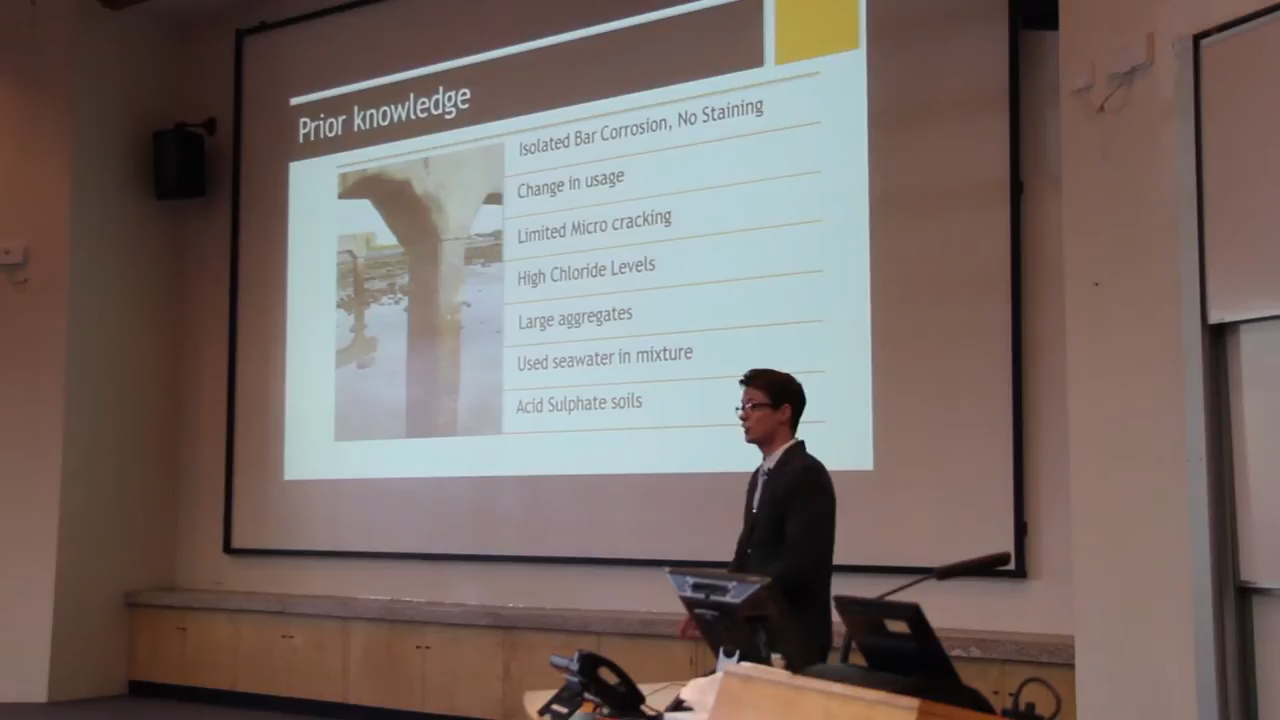 Prior knowledge
Isolated Bar Corrosion, No Staining
Change in usage
Limited Micro cracking
High Chloride Levels
Large aggregates
Used seawater in mixture
Acid Sulphate soils